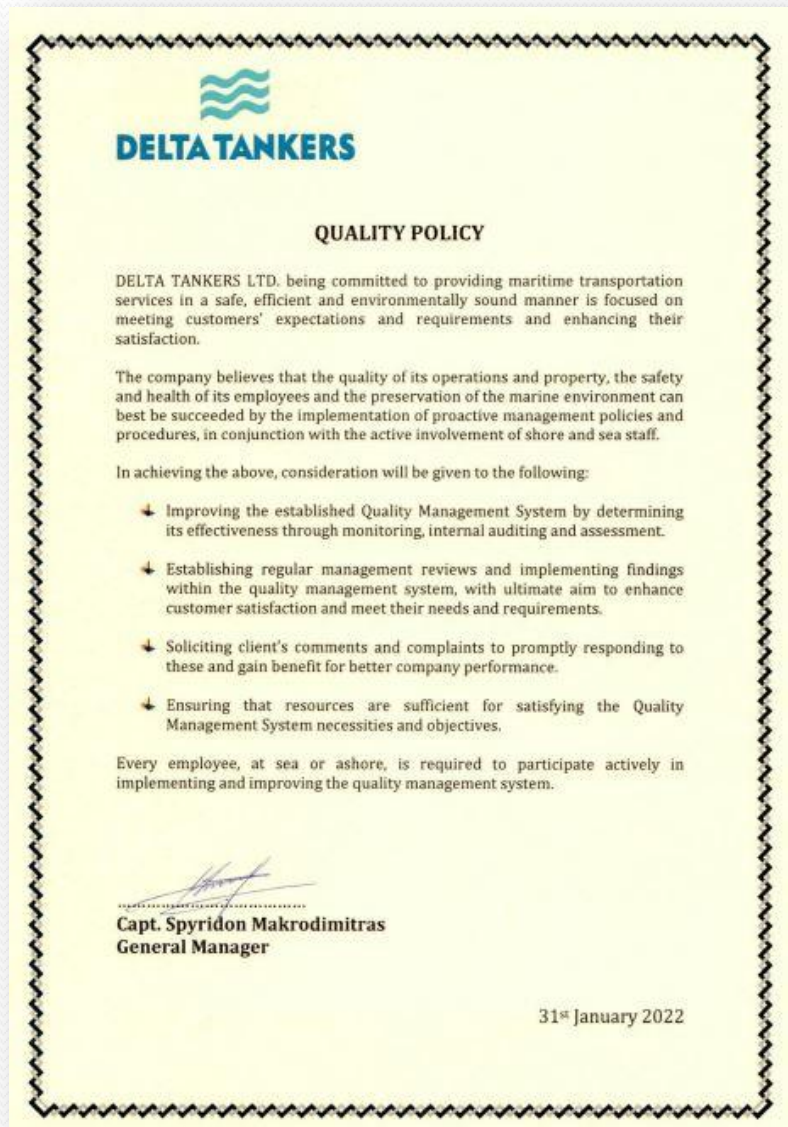 DELTA TANKERS
QUALITY POLICY
DELTA TANKERS LTD. being committed to providing maritime transportation
services in a safe, efficient and environmentally sound manner is focused on
meeting customers' expectations and requirements and enhancing their
satisfaction.
The company believes that the quality of its operations and property, the safety
and health of its employees and the preservation of the marine environment can
best be succeeded by the implementation of proactive management policies and
procedures, in conjunction with the active involvement of shore and sea staff.
In achieving the above, consideration will be given to the following:
Improving the established Quality Management System by determining
its effectiveness through monitoring, internal auditing and assessment.
Establishing regular management reviews and implementing findings
within the quality management system, with ultimate aim to enhance
customer satisfaction and meet their needs and requirements.
Soliciting client's comments and complaints to promptly responding to
these and gain benefit for better company performance.
Ensuring that resources are sufficient for satisfying the Quality
Management System necessities and objectives.
Every employee, at sea or ashore, is required to participate actively in
implementing and improving the quality management system.
Capt. Spyridon Makrodimitras
General Manager
31st January 2022